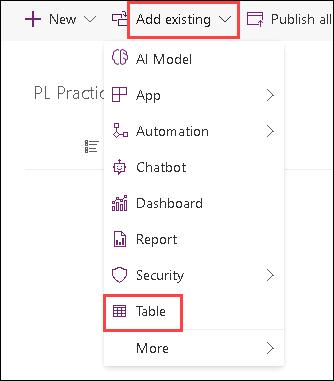 New Add existing Publish all
AI Model
PL Practic
App
Automation
Chatbot
Dashboard
Report
Security
Table
More